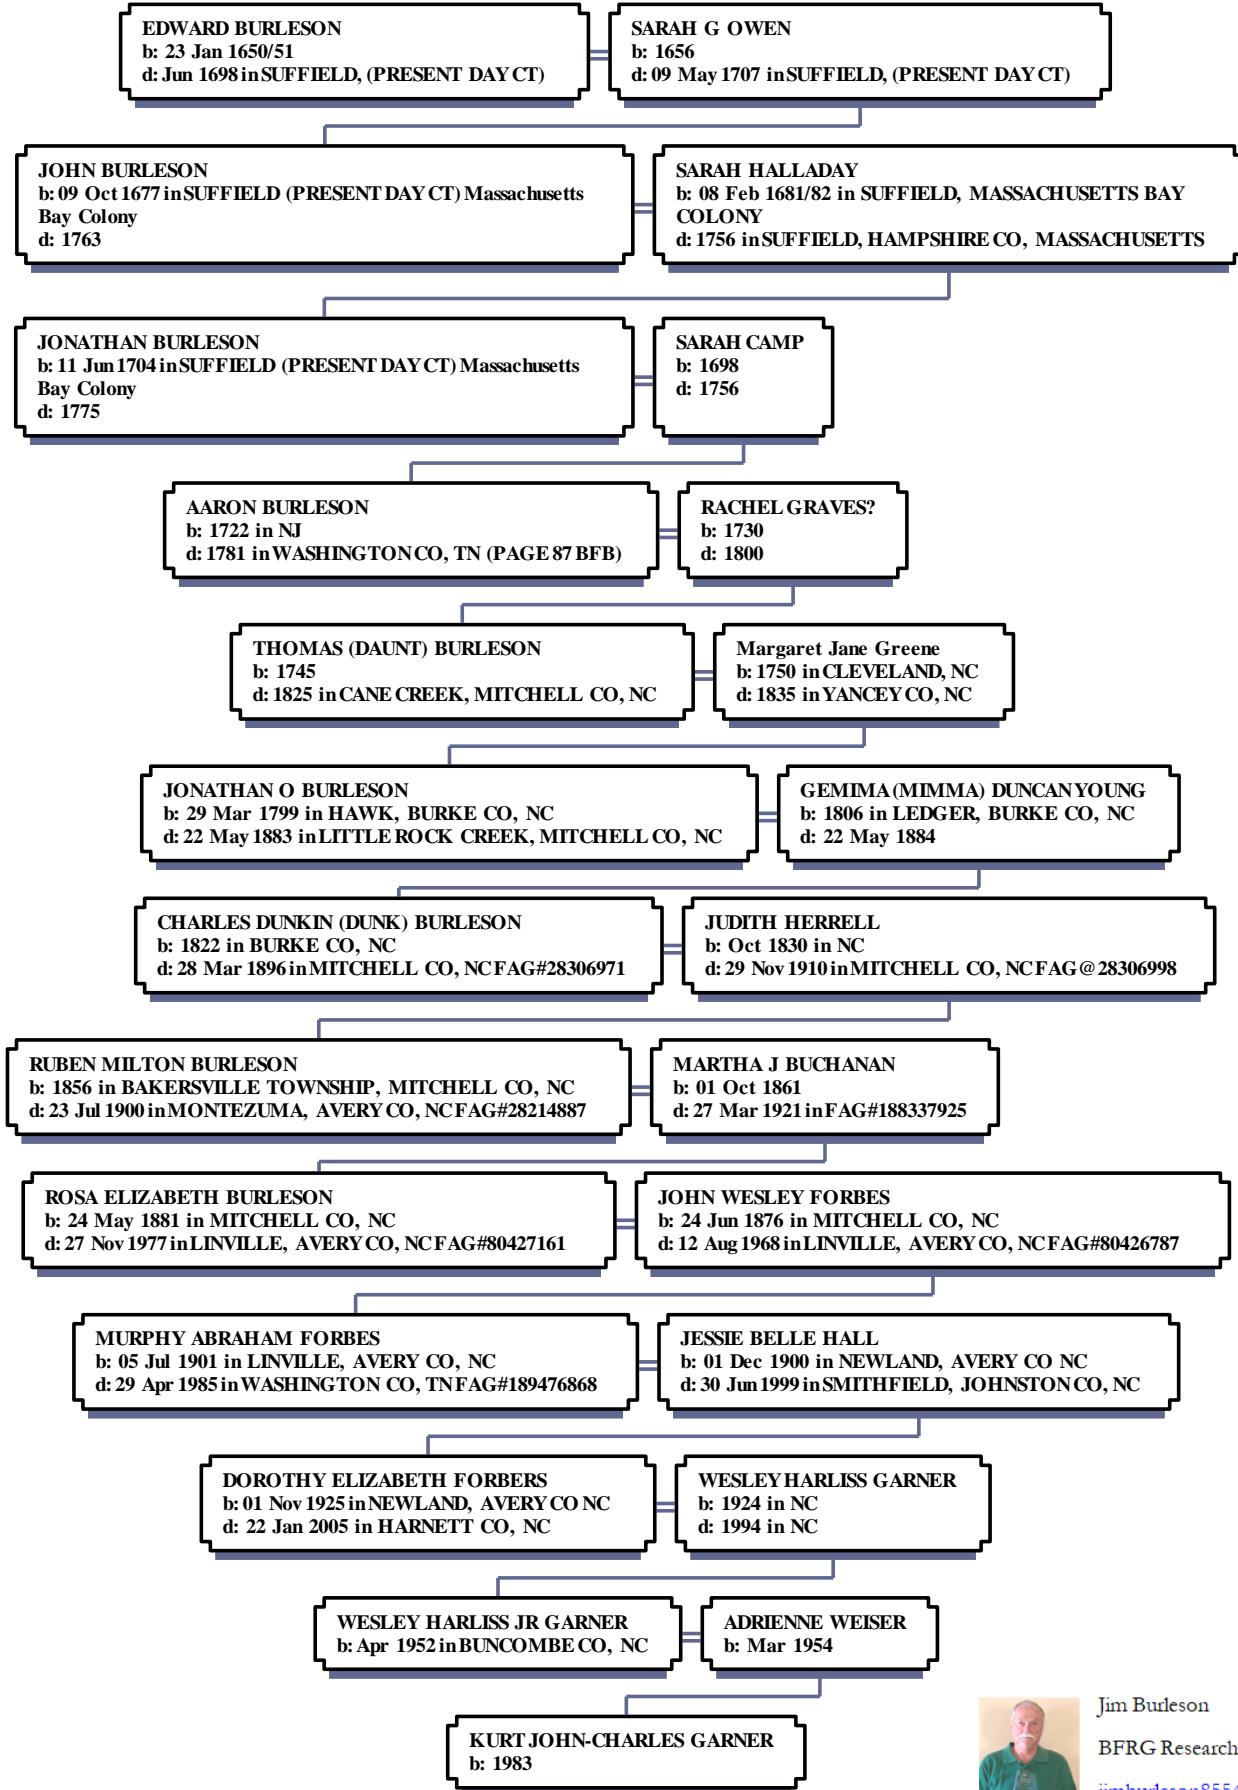 EDWARD BURLESON
b: 23 Jan 1650/51
d: Jun 1698 in SUFFIELD, (PRESENT DAY CT)
SARAH G OWEN
b: 1656
d: 09 May 1707 in SUFFIELD, (PRESENT DAY CT)
JOHN BURLESON
b: 09 Oct 1677 in SUFFIELD (PRESENT DAY CT) Massachusetts
Bay Colony
d: 1763
SARAH HALLADAY
b: 08 Feb 1681/82 in SUFFIELD, MASSACHUSETTS BAY
COLONY
d: 1756 in SUFFIELD, HAMPSHIRE CO, MASSACHUSETTS
JONATHAN BURLESON
b: 11 Jun 1704 in SUFFIELD (PRESENT DAY CT) Massachusetts
Bay Colony
d: 1775
SARAH CAMP
b: 1698
d: 1756
AARON BURLESON
b: 1722 in NJ
d: 1781 in WASHINGTON CO, TN (PAGE 87 BFB)
RACHEL GRAVES?
b: 1730
d: 1800
THOMAS (DAUNT) BURLESON
b: 1745
d: 1825 in CANE CREEK, MITCHELL CO, NC
Margaret Jane Greene
b: 1750 in CLEVELAND, NC
d: 1835 in YANCEY CO, NC
JONATHAN O BURLESON
b: 29 Mar 1799 in HAWK, BURKE CO, NC
d: 22 May 1883 in LITTLE ROCK CREEK, MITCHELL CO, NC
GEMIMA (MIMMA) DUNCAN YOUNG
b: 1806 in LEDGER, BURKE CO, NC
d: 22 May 1884
CHARLES DUNKIN (DUNK) BURLESON
b: 1822 in BURKE CO, NC
d: 28 Mar 1896 in MITCHELL CO, NC FAG#28306971
JUDITH HERRELL
b: Oct 1830 in NC
d: 29 Nov 1910 in MITCHELL CO, NC FAG@28306998
RUBEN MILTON BURLESON
b: 1856 in BAKERSVILLE TOWNSHIP, MITCHELL CO, NC
d: 23 Jul 1900 in MONTEZUMA, AVERY CO, NC FAG#28214887
MARTHA J BUCHANAN
b: 01 Oct 1861
d: 27 Mar 1921 in FAG#188337925
ROSA ELIZABETH BURLESON
b: 24 May 1881 in MITCHELL CO, NC
d: 27 Nov 1977 in LINVILLE, AVERY CO, NC FAG#80427161
JOHN WESLEY FORBES
b: 24 Jun 1876 in MITCHELL CO, NC
d: 12 Aug 1968 in LINVILLE, AVERY CO, NC FAG#80426787
MURPHY ABRAHAM FORBES
b: 05 Jul 1901 in LINVILLE, AVERY CO, NC
d: 29 Apr 1985 in WASHINGTON CO, TN FAG#189476868
JESSIE BELLE HALL
b: 01 Dec 1900 in NEWLAND, AVERY CO NC
d: 30 Jun 1999 in SMITHFIELD, JOHNSTON CO, NC
DOROTHY ELIZABETH FORBERS
b: 01 Nov 1925 in NEWLAND, AVERY CO NC
d: 22 Jan 2005 in HARNETT CO, NC
WESLEY HARLISS GARNER
b: 1924 in NC
d: 1994 in NC
WESLEY HARLISS JR GARNER
b: Apr 1952 in BUNCOMBE CO, NC
ADRIENNE WEISER
b: Mar 1954
KURT JOHN-CHARLES GARNER
b: 1983
Jim Burleson
BFRG Research